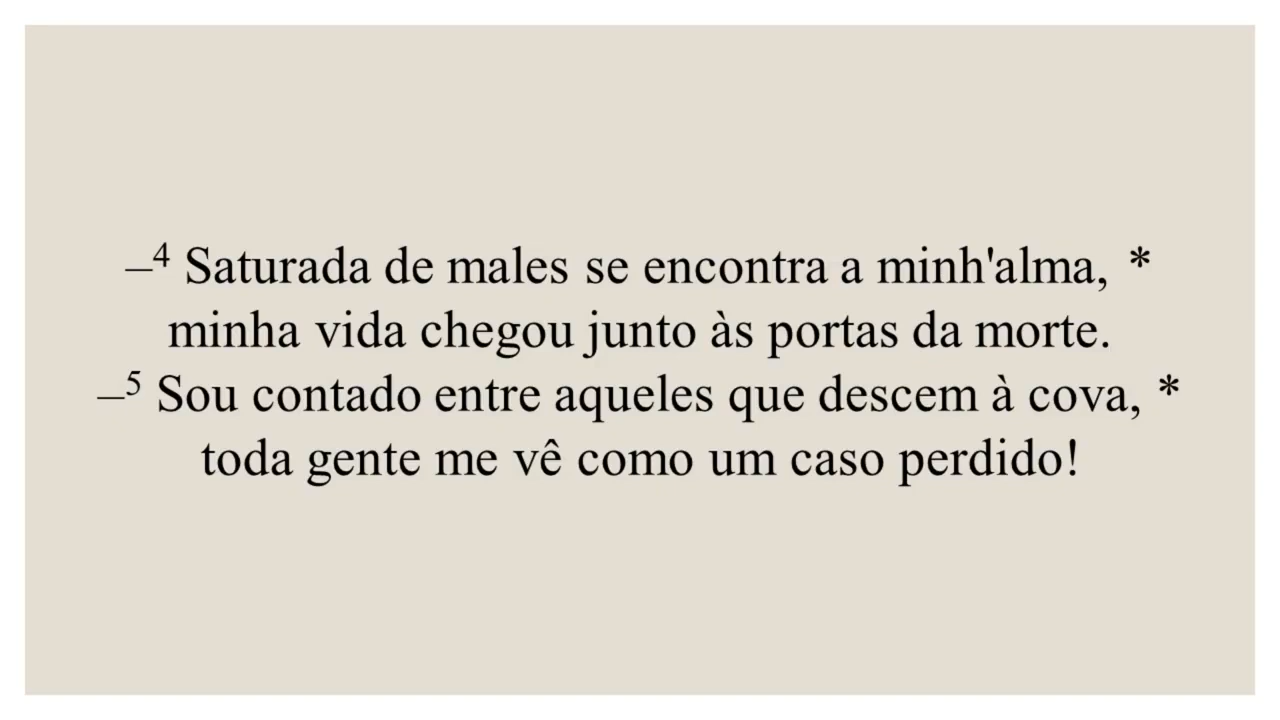 –⁴ Saturada de males se encontra a minh'alma, *
minha vida chegou junto às portas da morte.
–⁵ Sou contado entre aqueles que descem à cova, *
toda gente me vê como um caso perdido!